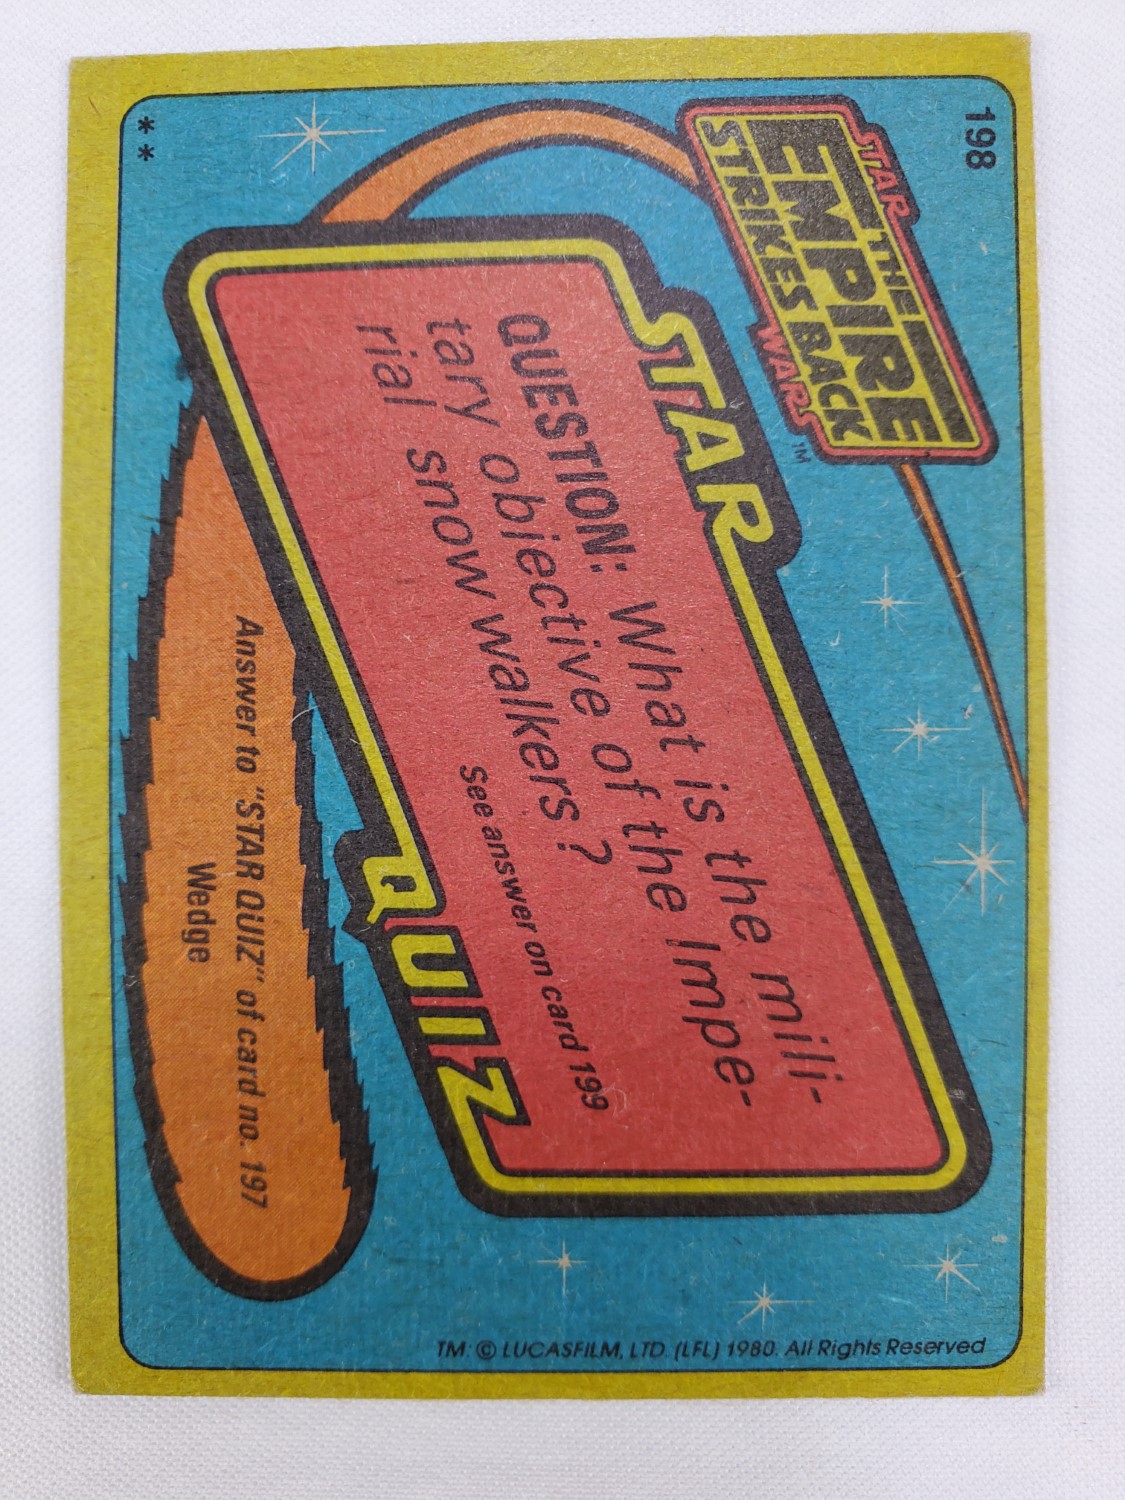 198
STAR
THE
EMPIRE
STRIKES BACK
WARS™
STAR
QUESTION: What is the mili-
tary objective of the Impe-
rial snow walkers?
See answer on card 199
QUIZ
Answer to "STAR QUIZ" of card no. 197
Wedge
**
TM: © LUCASFILM, LTD. (LFL) 1980. All Rights Reserved